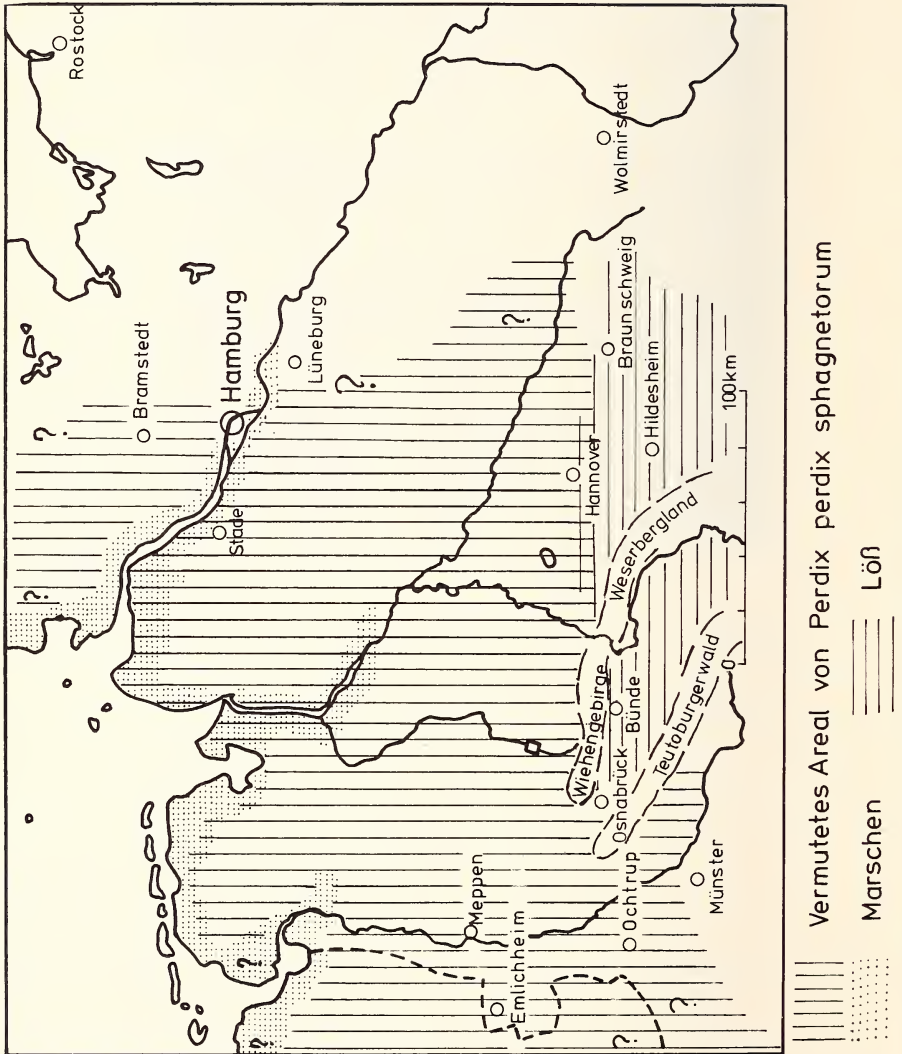 Rostock
?
Bramstedt
Hamburg
?
Stade
Lüneburg
?
?
?
?
Wolmirstedt
Meppen
Hannover
Braunschweig
Emlichheim
Wiehengebirge
Weserbergland
Hildesheim
Osnabrück
Bünde
Ochtrup
Teutoburgerwald
Münster
?
?
0
100km
Vermutetes Areal von Perdix perdix sphagnetorum
Marschen
Löß